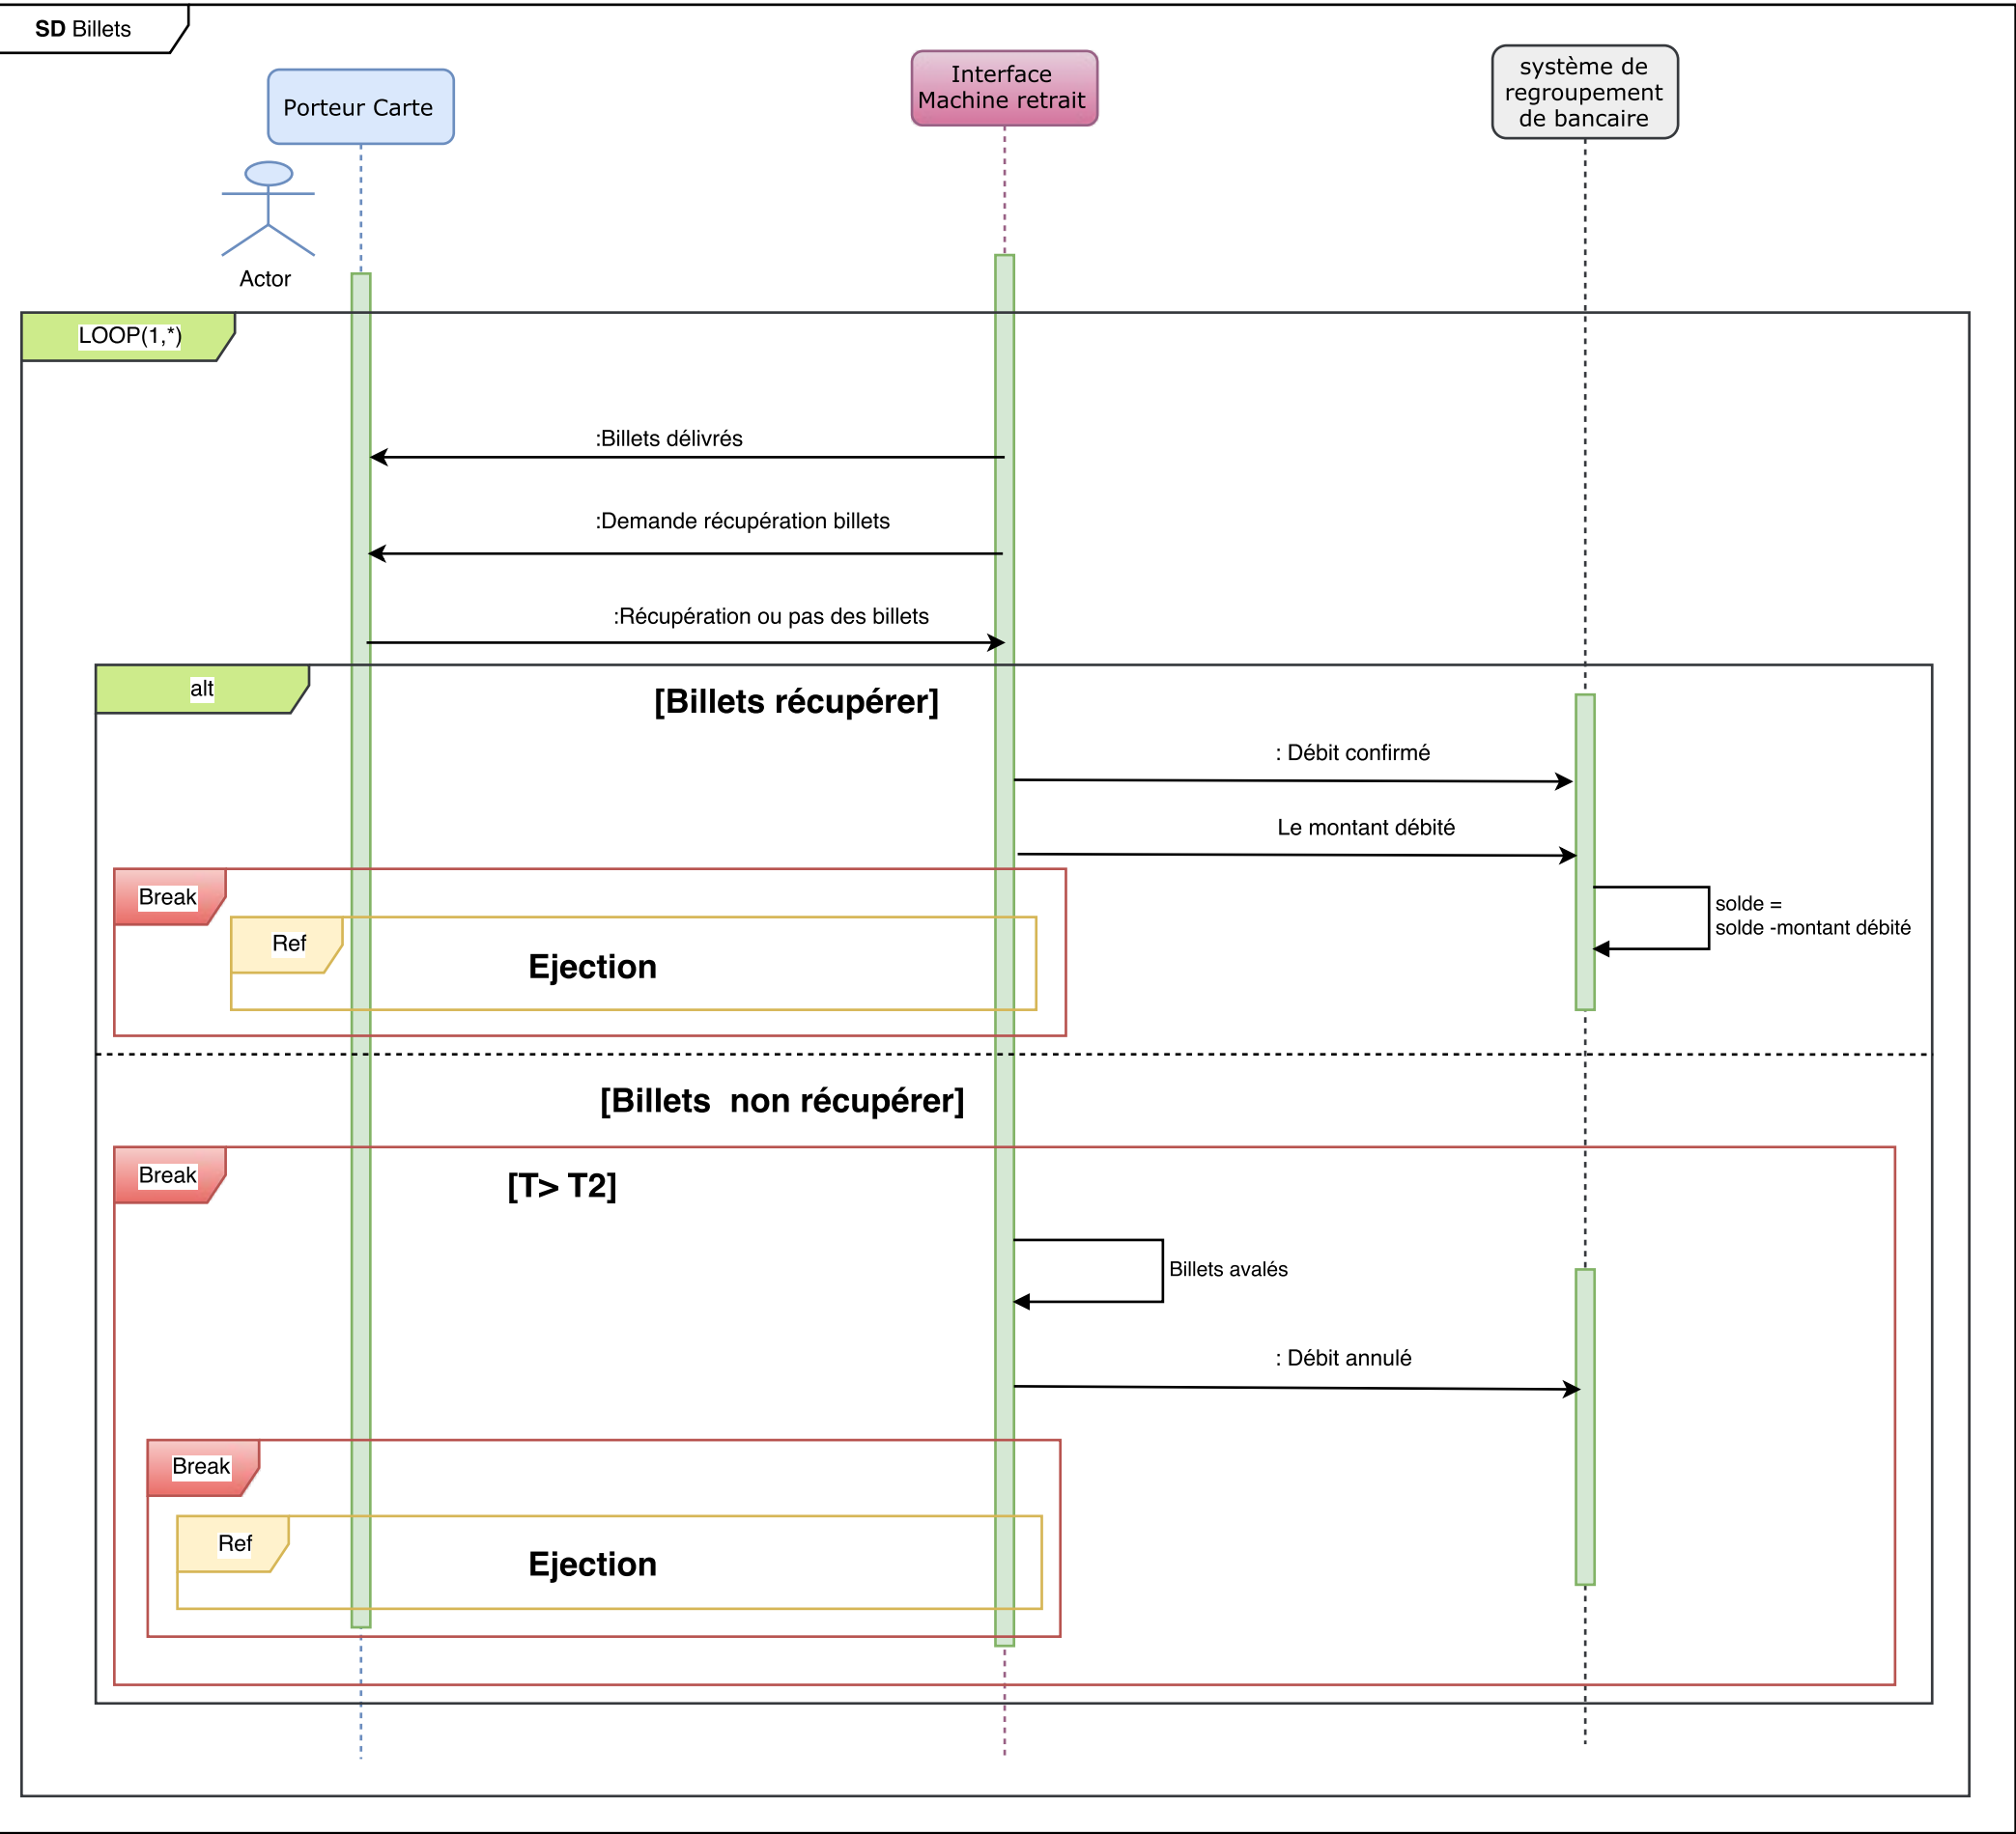 SD Billets
Porteur Carte
Interface
Machine retrait
système de
regroupement
de bancaire
Actor
LOOP(1,*)
:Billets délivrés
:Demande récupération billets
:Récupération ou pas des billets
alt
[Billets récupérer]
: Débit confirmé
Le montant débité
Break
solde =
solde -montant débité
Ref
Ejection
[Billets  non récupérer]
Break
[T> T2]
Billets avalés
: Débit annulé
Break
Ref
Ejection